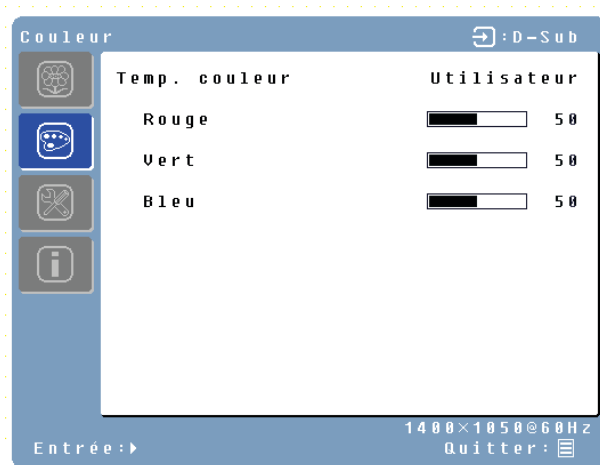 Couleur :D-Sub
Temp. couleur Utilisateur
Rouge 50
Vert 50
Bleu 50
1400×1050@60Hz
Entrée: Quitter: